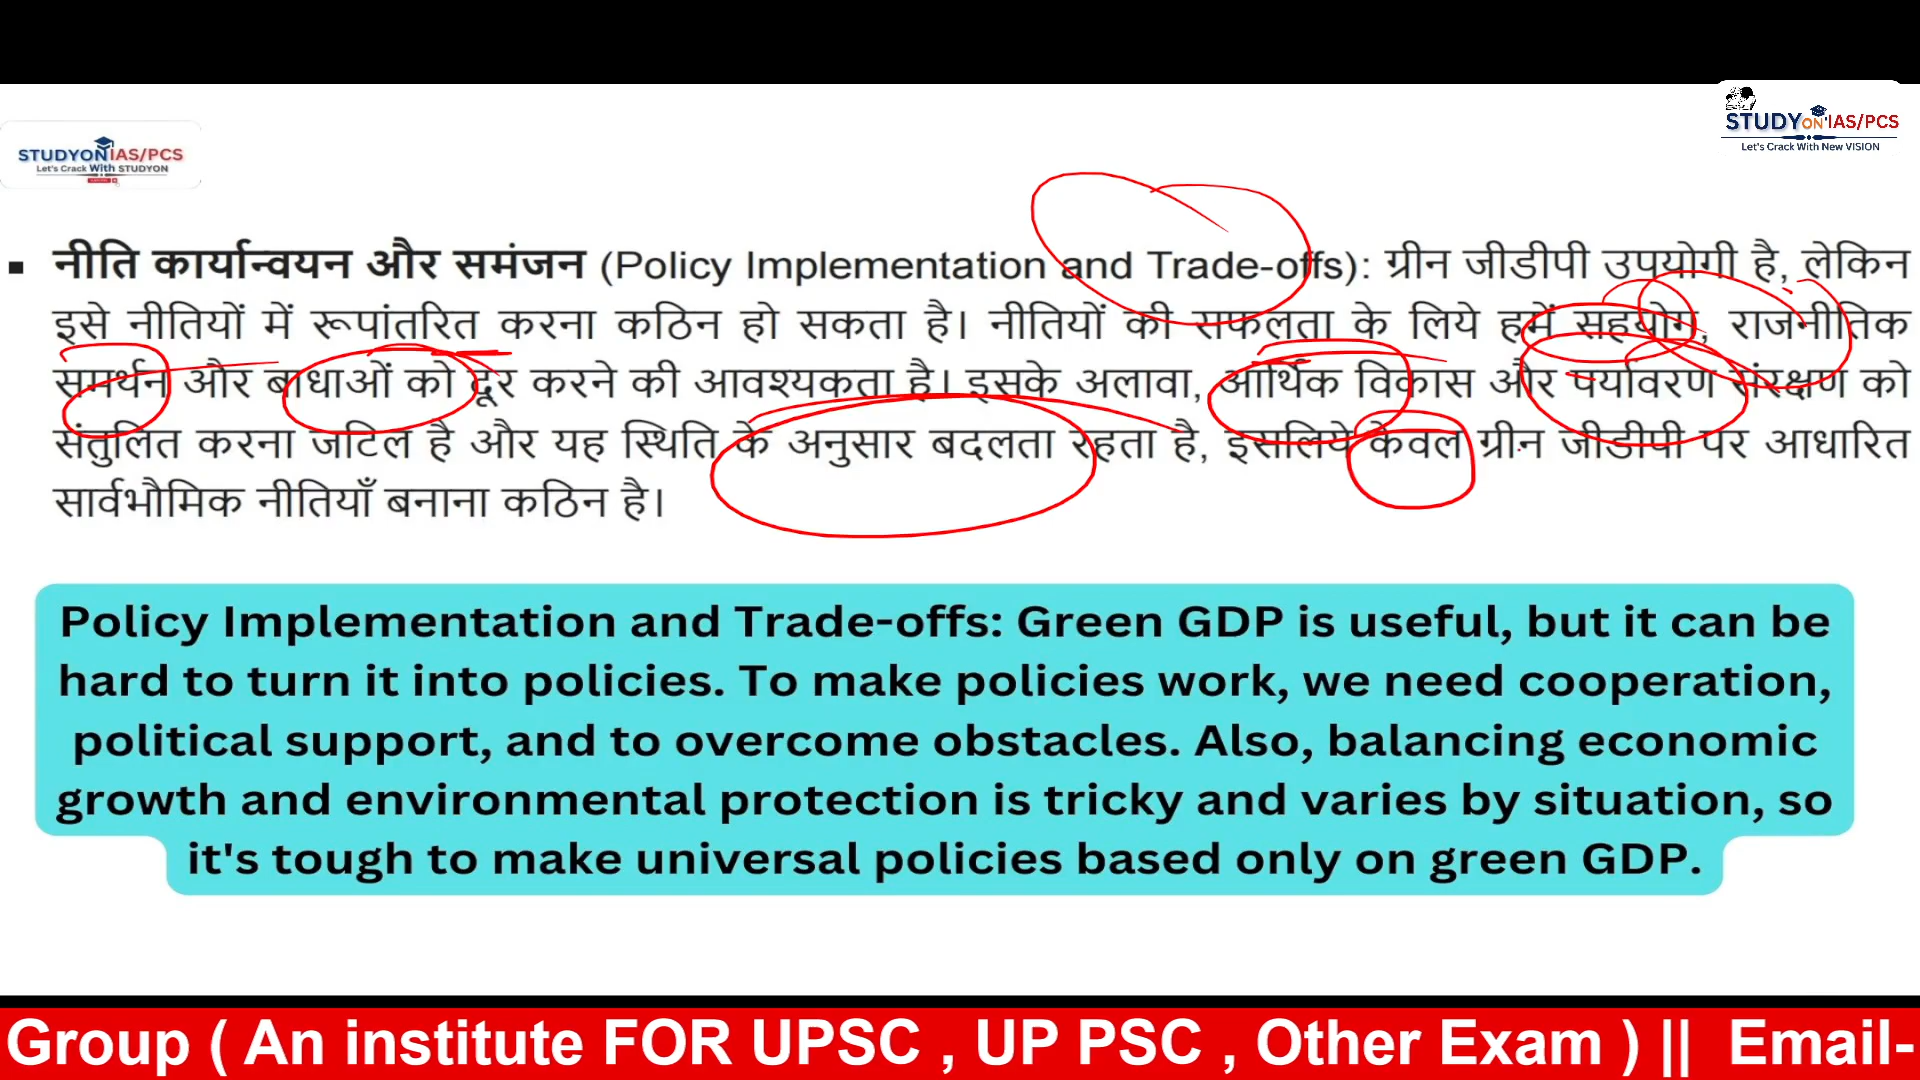 STUDYON IAS/PCS
Let's Crack With New VISION
STUDYONIAS/PCS
Let's Crack With STUDYON
▪ नीति कार्यान्वयन और समंजन (Policy Implementation and Trade-offs): ग्रीन जीडीपी उपयोगी है, लेकिन
इसे नीतियों में रूपांतरित करना कठिन हो सकता है। नीतियों की सफलता के लिये हमें सहयोग, राजनीतिक
समर्थन और बाधाओं को दूर करने की आवश्यकता है। इसके अलावा, आर्थिक विकास और पर्यावरण संरक्षण को
संतुलित करना जटिल है और यह स्थिति के अनुसार बदलता रहता है, इसलिये केवल ग्रीन जीडीपी पर आधारित
सार्वभौमिक नीतियाँ बनाना कठिन है।
Policy Implementation and Trade-offs: Green GDP is useful, but it can be
hard to turn it into policies. To make policies work, we need cooperation,
political support, and to overcome obstacles. Also, balancing economic
growth and environmental protection is tricky and varies by situation, so
it's tough to make universal policies based only on green GDP.
Group ( An institute FOR UPSC , UP PSC , Other Exam ) || Email-